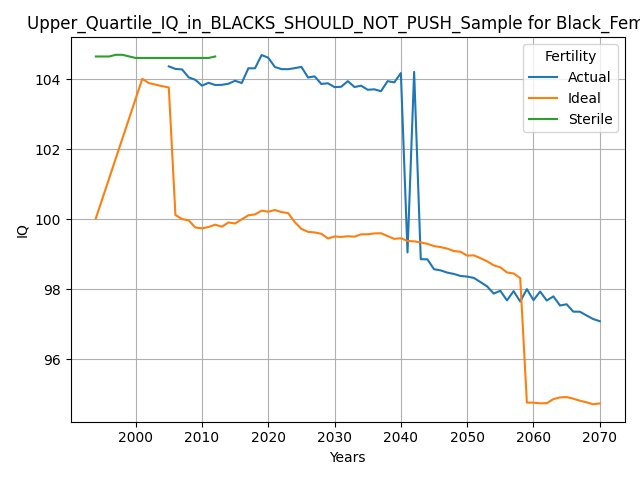 Upper_Quartile_IQ_in_BLACKS_SHOULD_NOT_PUSH_Sample for Black_Fem
Fertility
Actual
Ideal
Sterile
104
102
100
98
96
IQ
2000 2010 2020 2030 2040 2050 2060 2070
Years